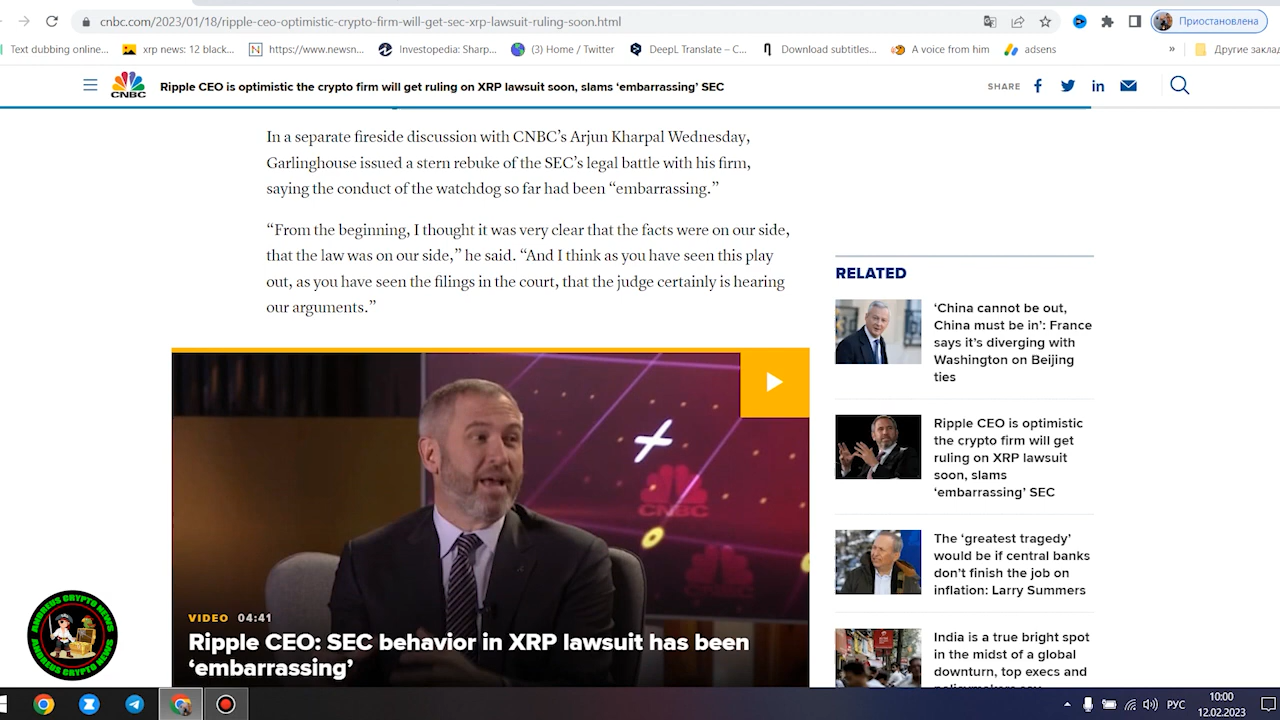 cnbc.com/2023/01/18/ripple-ceo-optimistic-crypto-firm-will-get-sec-xrp-lawsuit-ruling-soon.html
Приостановлена
Text dubbing online...
xrp news: 12 black...
https://www.newsn...
Investopedia: Sharp...
(3) Home / Twitter
DeepL Translate – C...
Download subtitles...
A voice from him
adsens
»
Другие закла
CNBC
Ripple CEO is optimistic the crypto firm will get ruling on XRP lawsuit soon, slams ‘embarrassing’ SEC
SHARE
In a separate fireside discussion with CNBC’s Arjun Kharpal Wednesday,
Garlinghouse issued a stern rebuke of the SEC’s legal battle with his firm,
saying the conduct of the watchdog so far had been “embarrassing.”
“From the beginning, I thought it was very clear that the facts were on our side,
that the law was on our side,” he said. “And I think as you have seen this play
out, as you have seen the filings in the court, that the judge certainly is hearing
our arguments.”
CNBC
VIDEO 04:41
Ripple CEO: SEC behavior in XRP lawsuit has been
‘embarrassing’
RELATED
‘China cannot be out,
China must be in’: France
says it’s diverging with
Washington on Beijing
ties
Ripple CEO is optimistic
the crypto firm will get
ruling on XRP lawsuit
soon, slams
‘embarrassing’ SEC
The ‘greatest tragedy’
would be if central banks
don’t finish the job on
inflation: Larry Summers
India is a true bright spot
in the midst of a global
downturn, top execs and
ANDREUS CRYPTO NEWS
ANDREUS CRYPTO NEWS
РУС
10:00
12.02.2023